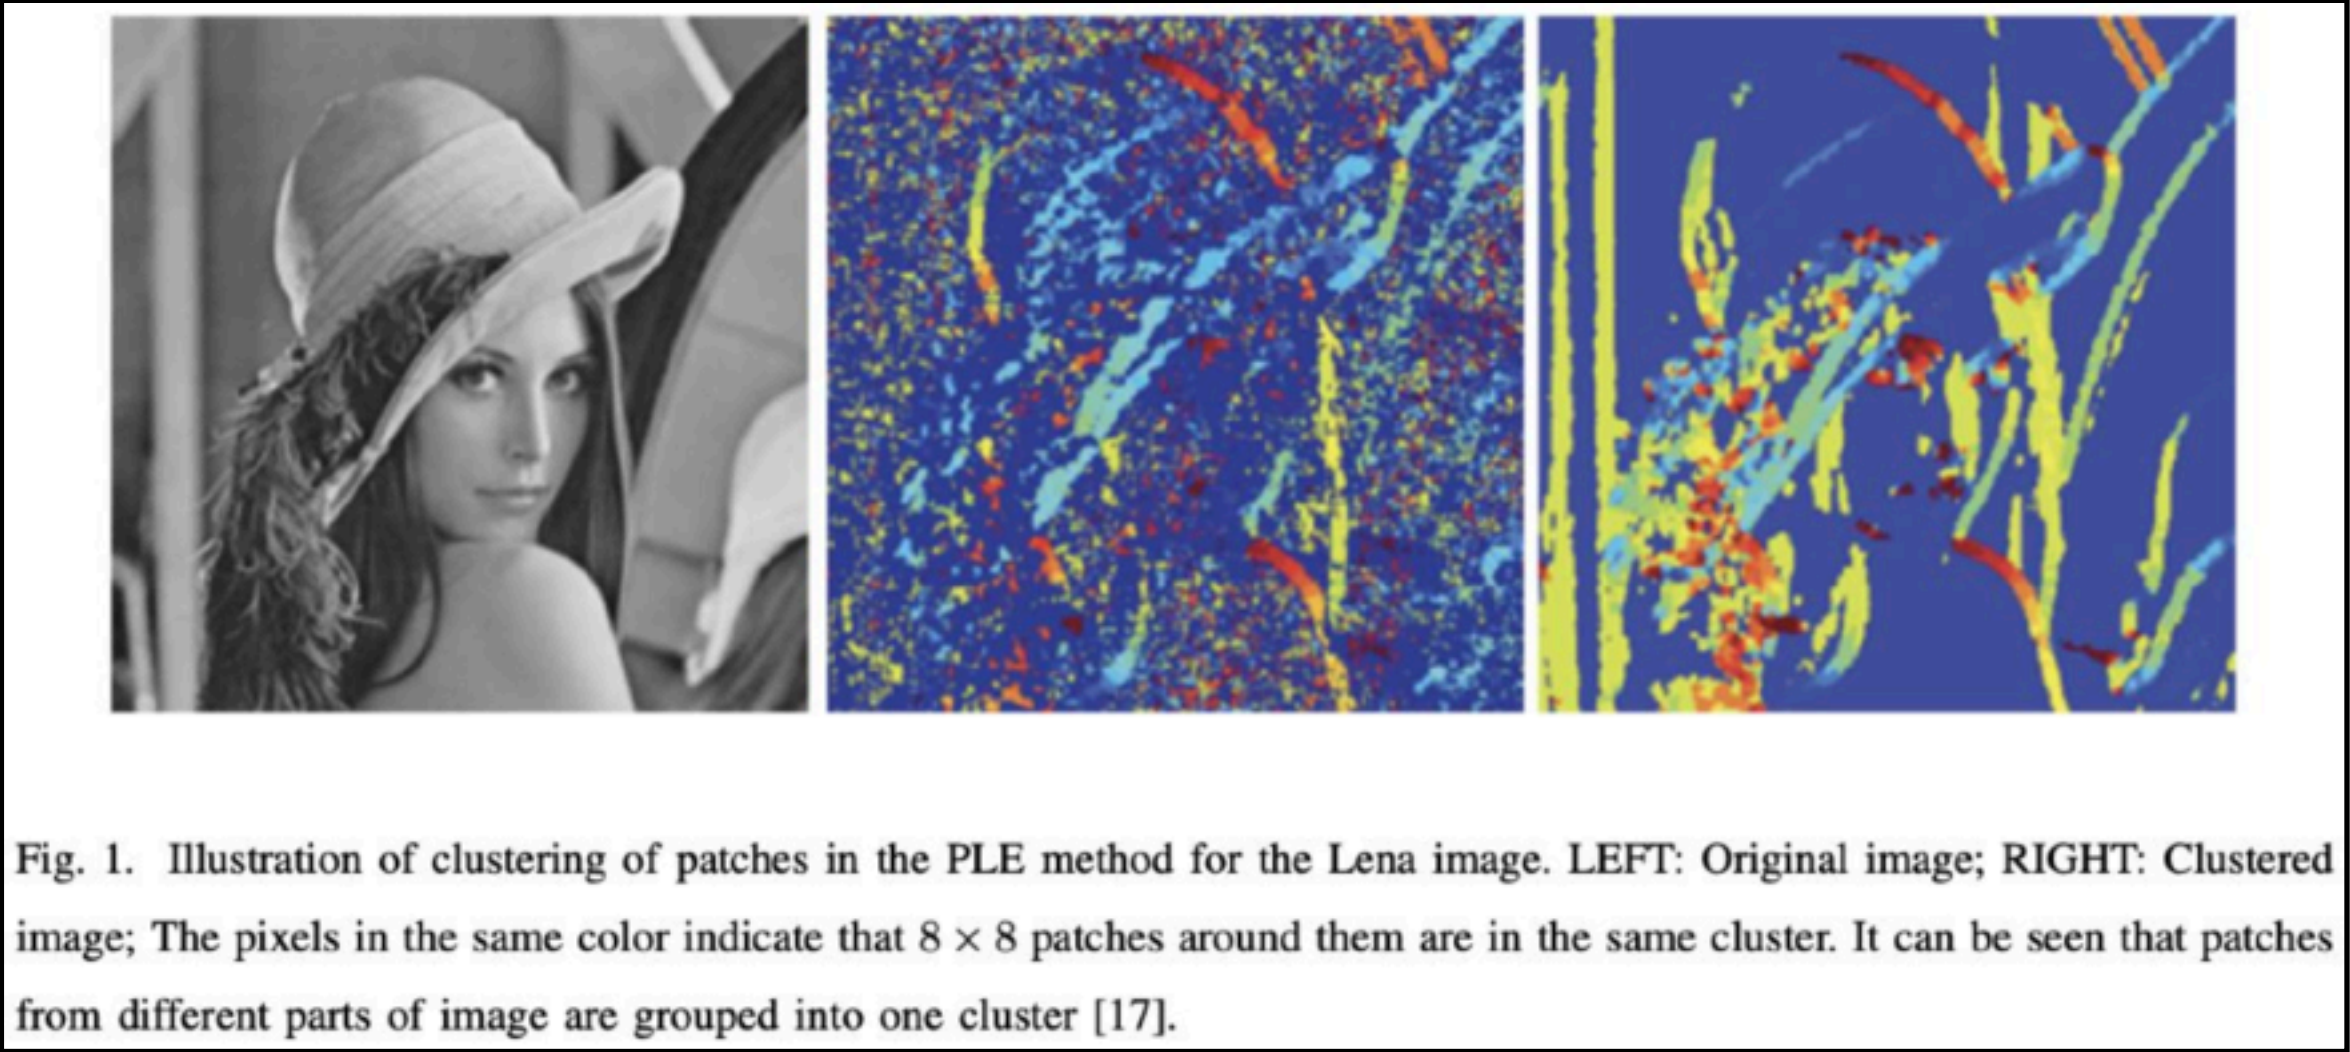 Fig. 1. Illustration of clustering of patches in the PLE method for the Lena image. LEFT: Original image; RIGHT: Clustered
image; The pixels in the same color indicate that 8 × 8 patches around them are in the same cluster. It can be seen that patches
from different parts of image are grouped into one cluster [17].